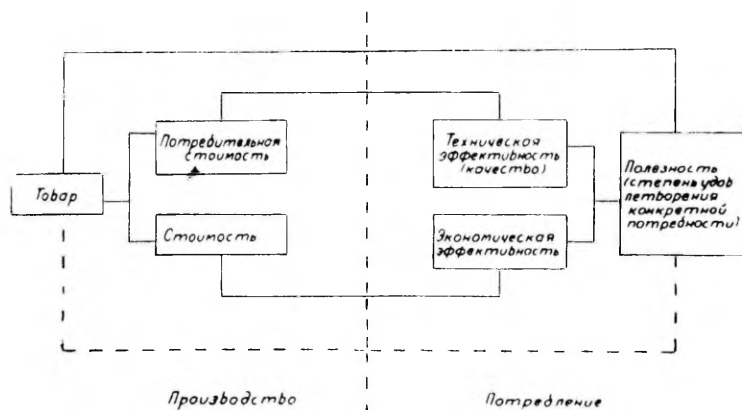 Потребительная
стоимость
Техническая
эффективность
(качество)
Товар
Полезность
(степень удов
летворения
конкретной
потребности)
Стоимость
Экономическая
эффективность
Производство
Потребление